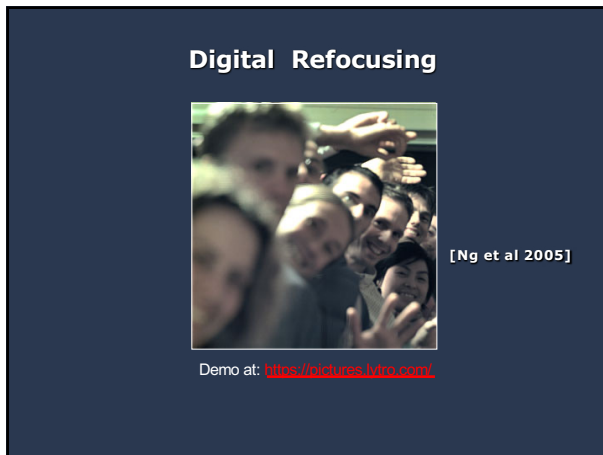 Digital Refocusing
[Ng et al 2005]
Demo at: https://pictures.lytro.com/